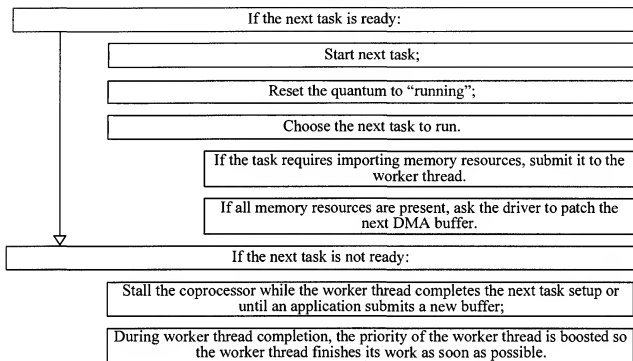 If the next task is ready:
Start next task;
Reset the quantum to “running”;
Choose the next task to run.
If the task requires importing memory resources, submit it to the
worker thread.
If all memory resources are present, ask the driver to patch the
next DMA buffer.
If the next task is not ready:
Stall the coprocessor while the worker thread completes the next task setup or
until an application submits a new buffer;
During worker thread completion, the priority of the worker thread is boosted so
the worker thread finishes its work as soon as possible.